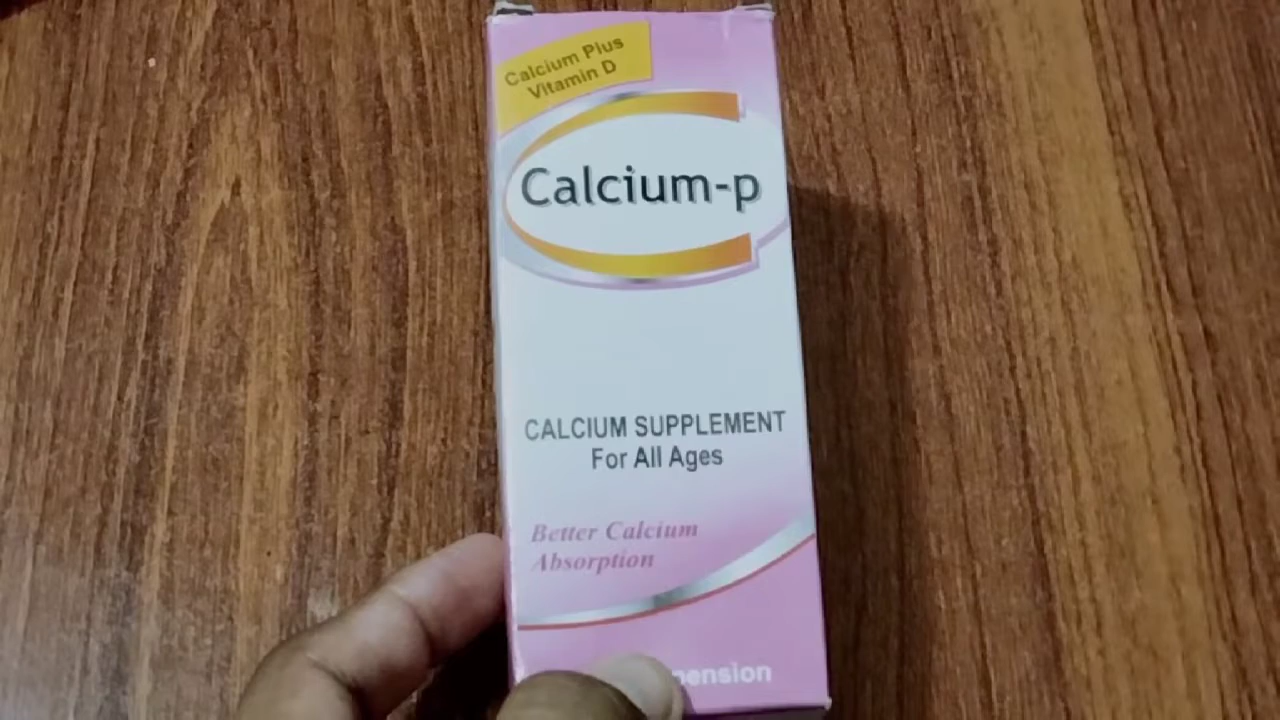 Calcium Plus
Vitamin D
Calcium-p
CALCIUM SUPPLEMENT
For All Ages
Better Calcium
Absorption